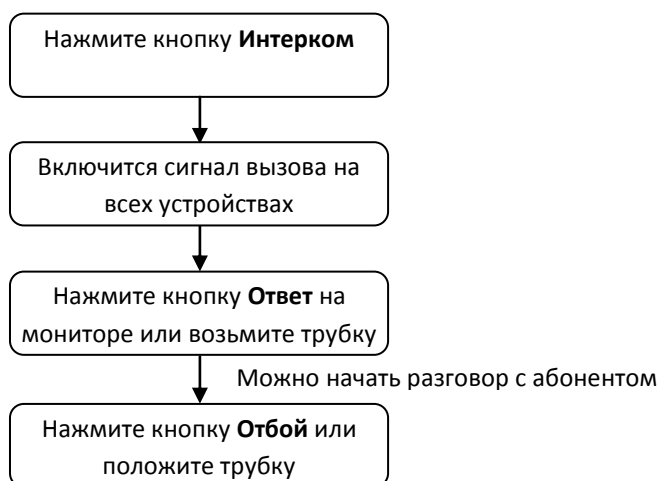 Нажмите кнопку Интерком
Включится сигнал вызова на
всех устройствах
Нажмите кнопку Ответ на
мониторе или возьмите трубку
Можно начать разговор с абонентом
Нажмите кнопку Отбой или
положите трубку